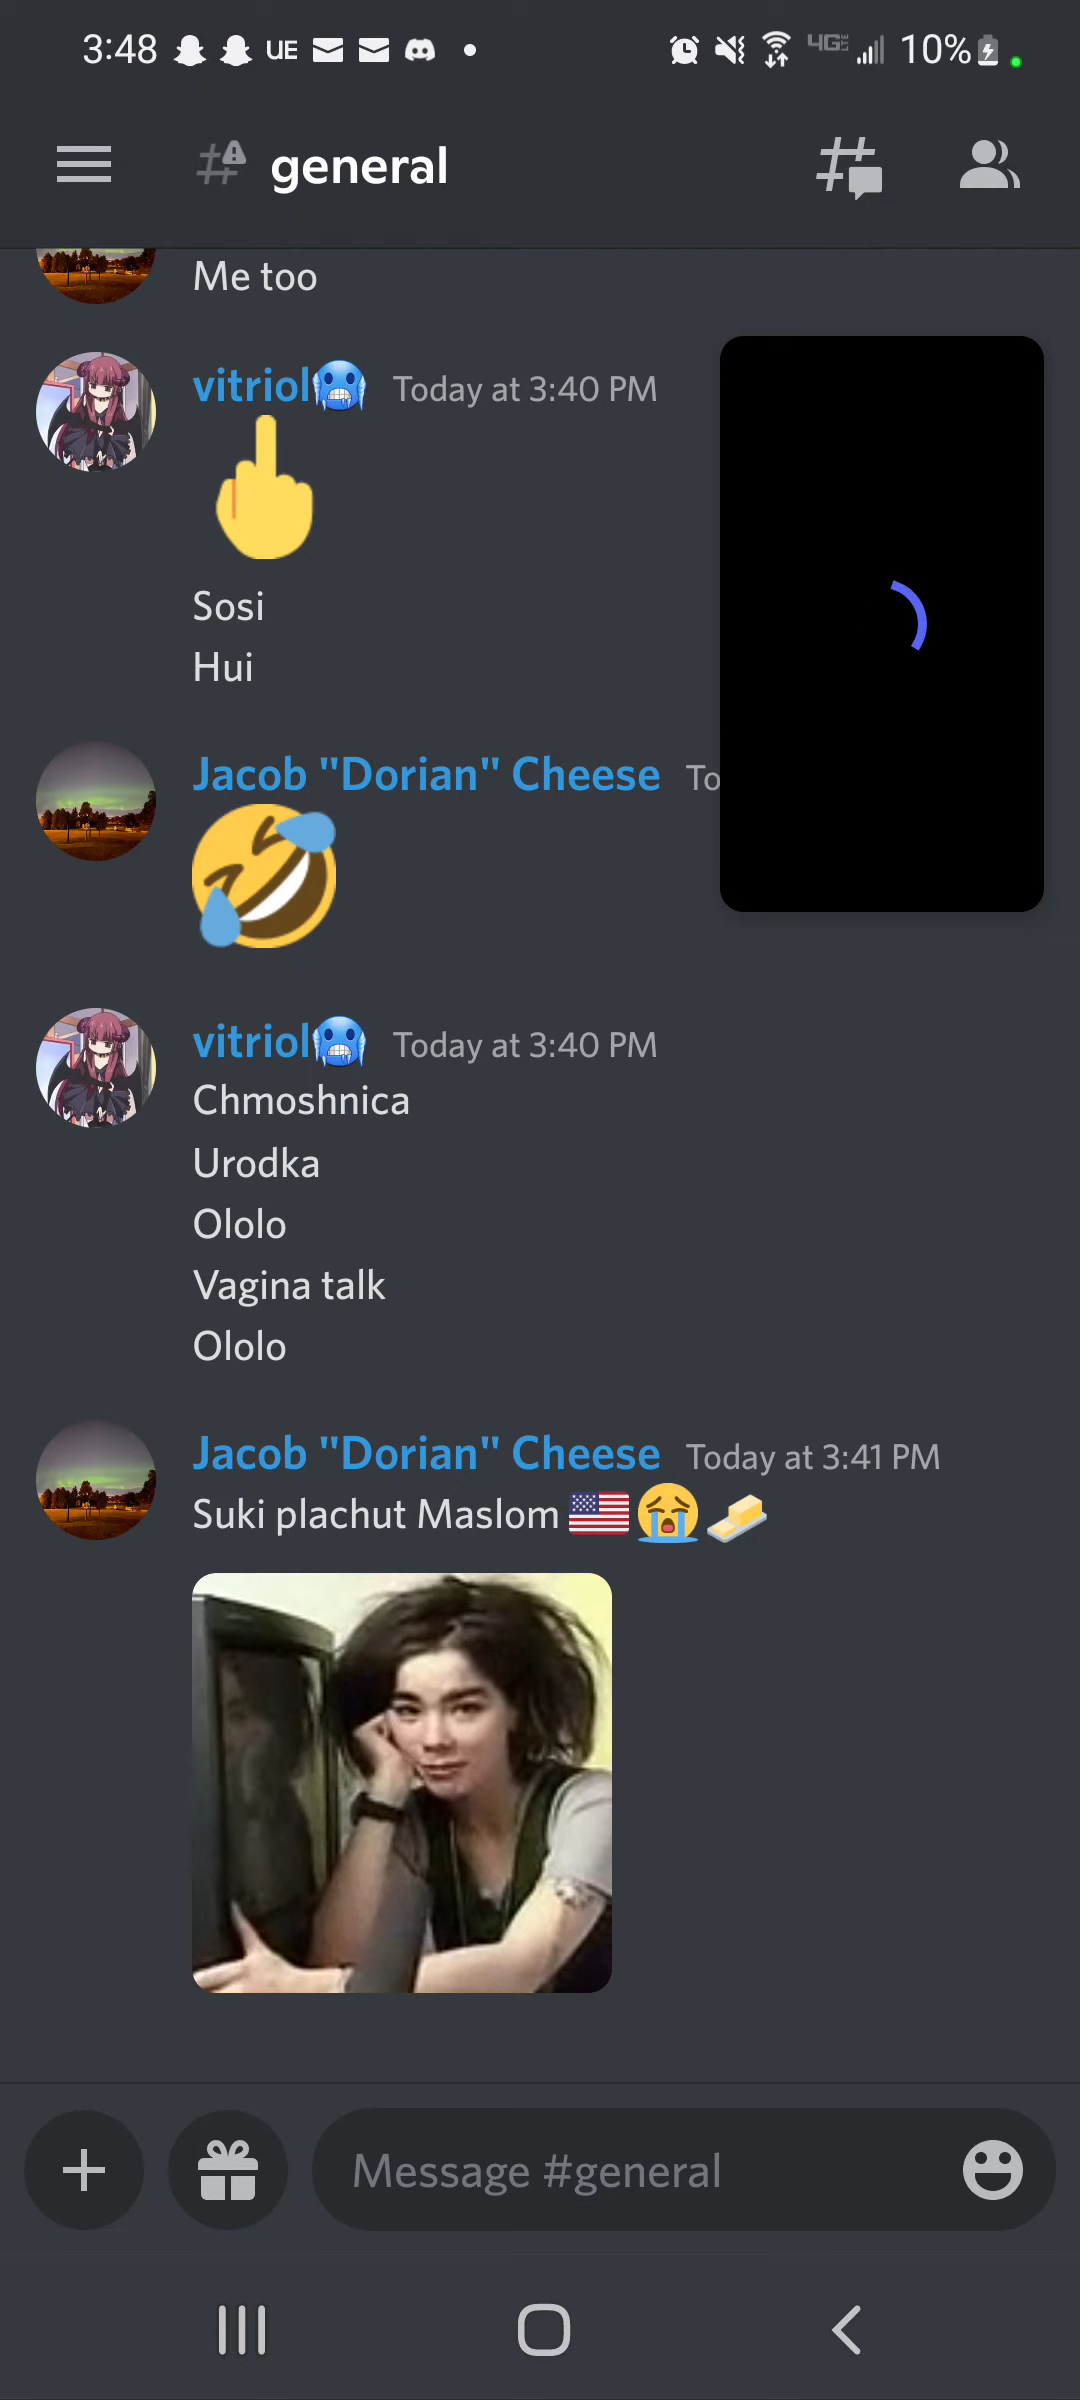 3:48 UE 4G LTE 10%
general
Me too
vitriol🥶 Today at 3:40 PM
🖕
Sosi
Hui
Jacob "Dorian" Cheese To
🤣
vitriol🥶 Today at 3:40 PM
Chmoshnica
Urodka
Ololo
Vagina talk
Ololo
Jacob "Dorian" Cheese Today at 3:41 PM
Suki plachut Maslom 🇺🇸😭🧈
Message #general